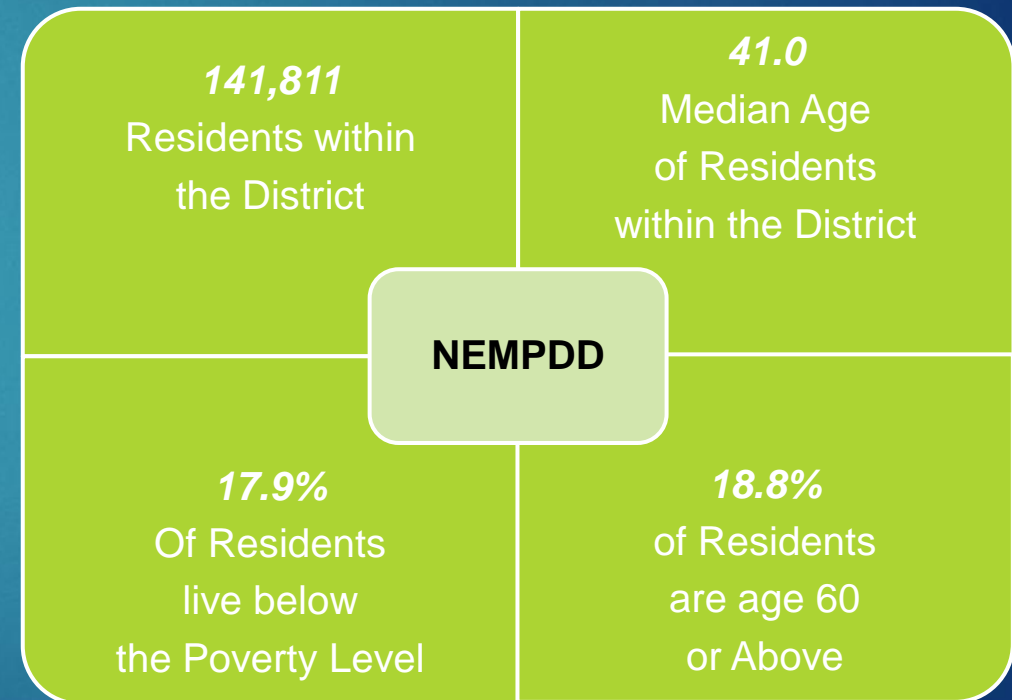 141,811
Residents within
the District
41.0
Median Age
of Residents
within the District
NEMPDD
17.9%
Of Residents
live below
the Poverty Level
18.8%
of Residents
are age 60
or Above